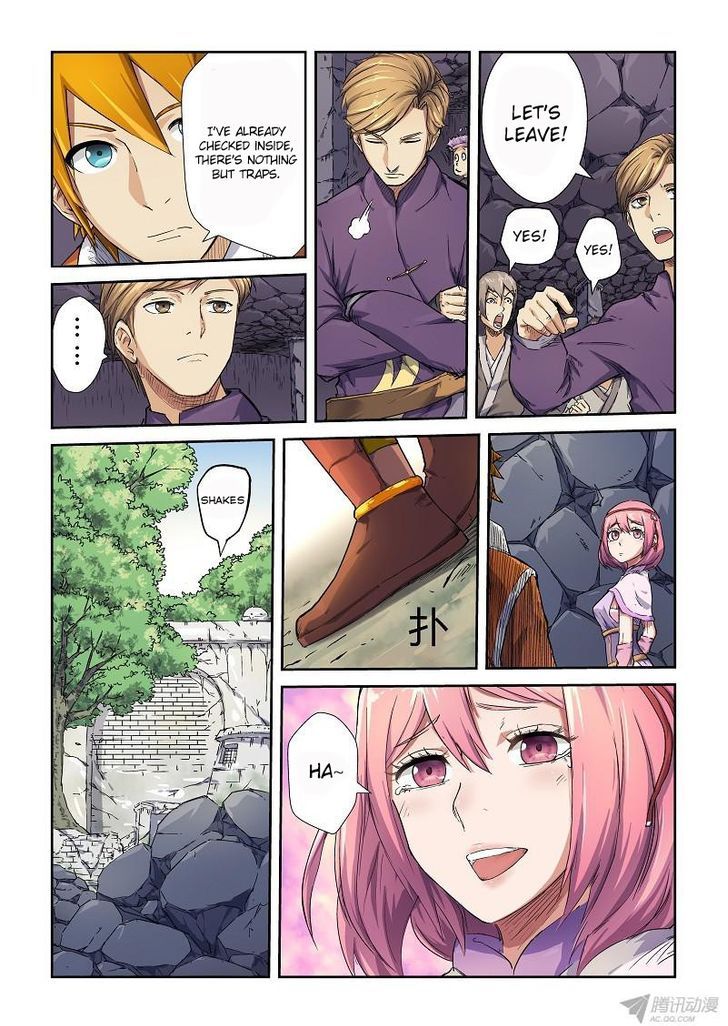 I'VE ALREADY
CHECKED INSIDE,
THERE'S NOTHING
BUT TRAPS.
LET'S
LEAVE!
YES!
YES!
......
SHAKES
扑
HA~
腾讯动漫
AC.QQ.COM